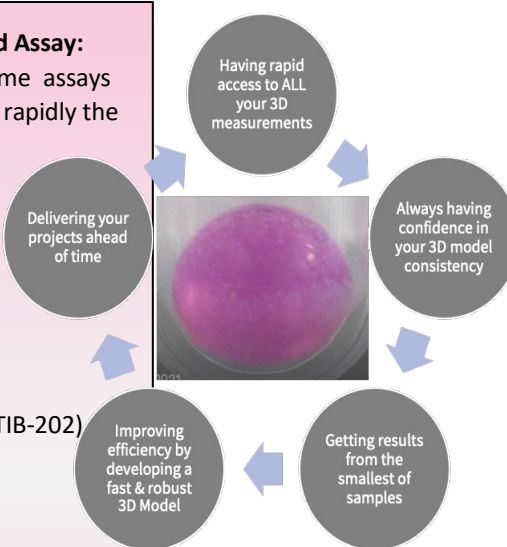 d Assay:
me assays
rapidly the
TIB-202)
Having rapid
access to ALL
your 3D
measurements
Always having
confidence in
your 3D model
consistency
Getting results
from the
smallest of
samples
Improving
efficiency by
developing a
fast & robust
3D Model
Delivering your
projects ahead
of time
2021